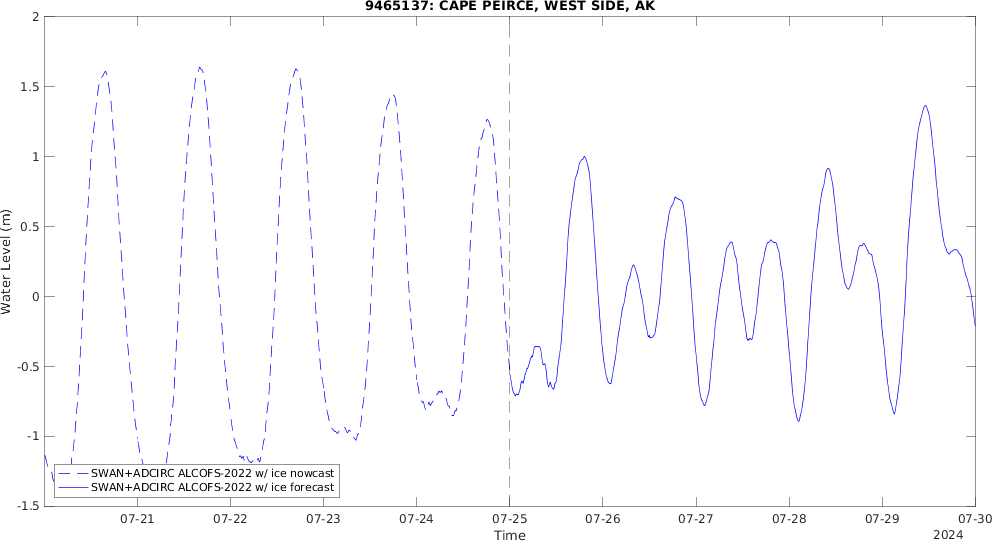 9465137: CAPE PEIRCE, WEST SIDE, AK
2
1.5
1
0.5
0
-0.5
-1
-1.5
Water Level (m)
SWAN+ADCIRC ALCOFS-2022 w/ ice nowcast
SWAN+ADCIRC ALCOFS-2022 w/ ice forecast
07-21 07-22 07-23 07-24 07-25 07-26 07-27 07-28 07-29 07-30
Time
2024